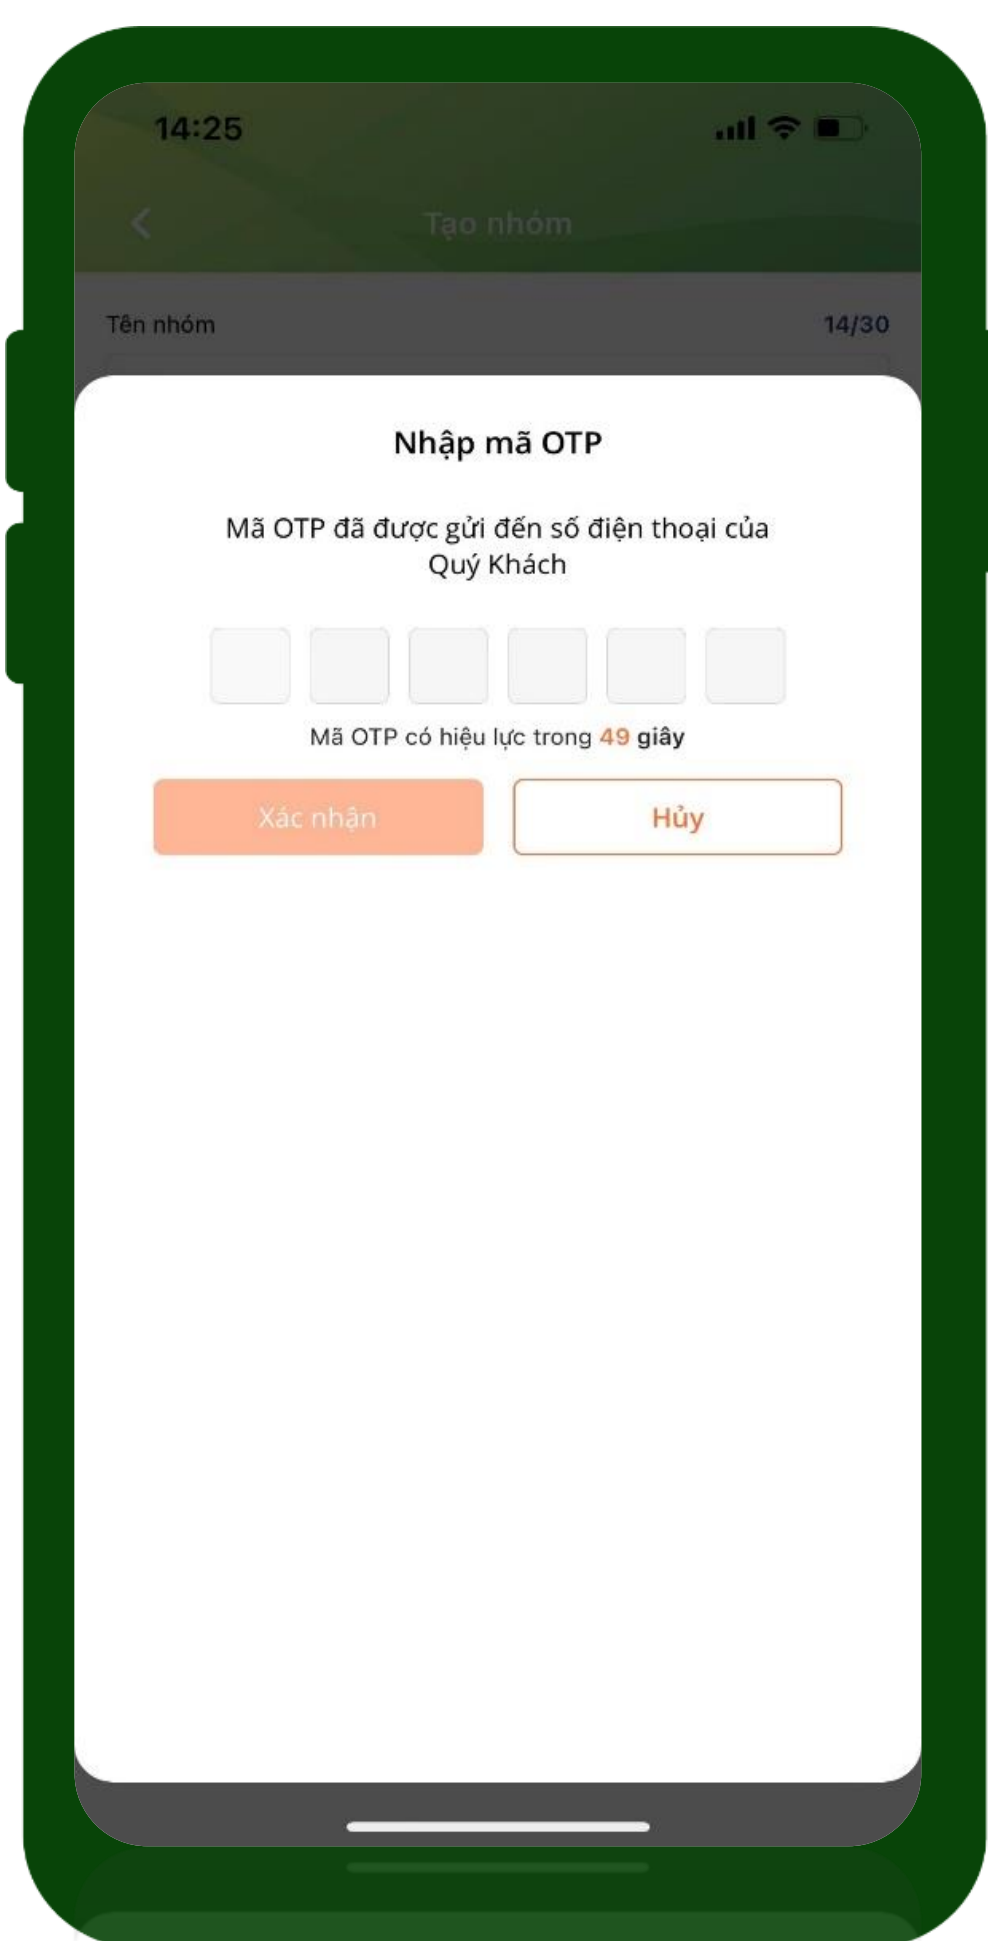 14:25
Tạo nhóm
Tên nhóm 14/30
Nhập mã OTP
Mã OTP đã được gửi đến số điện thoại của
Quý Khách
Mã OTP có hiệu lực trong 49 giây
Xác nhận Hủy